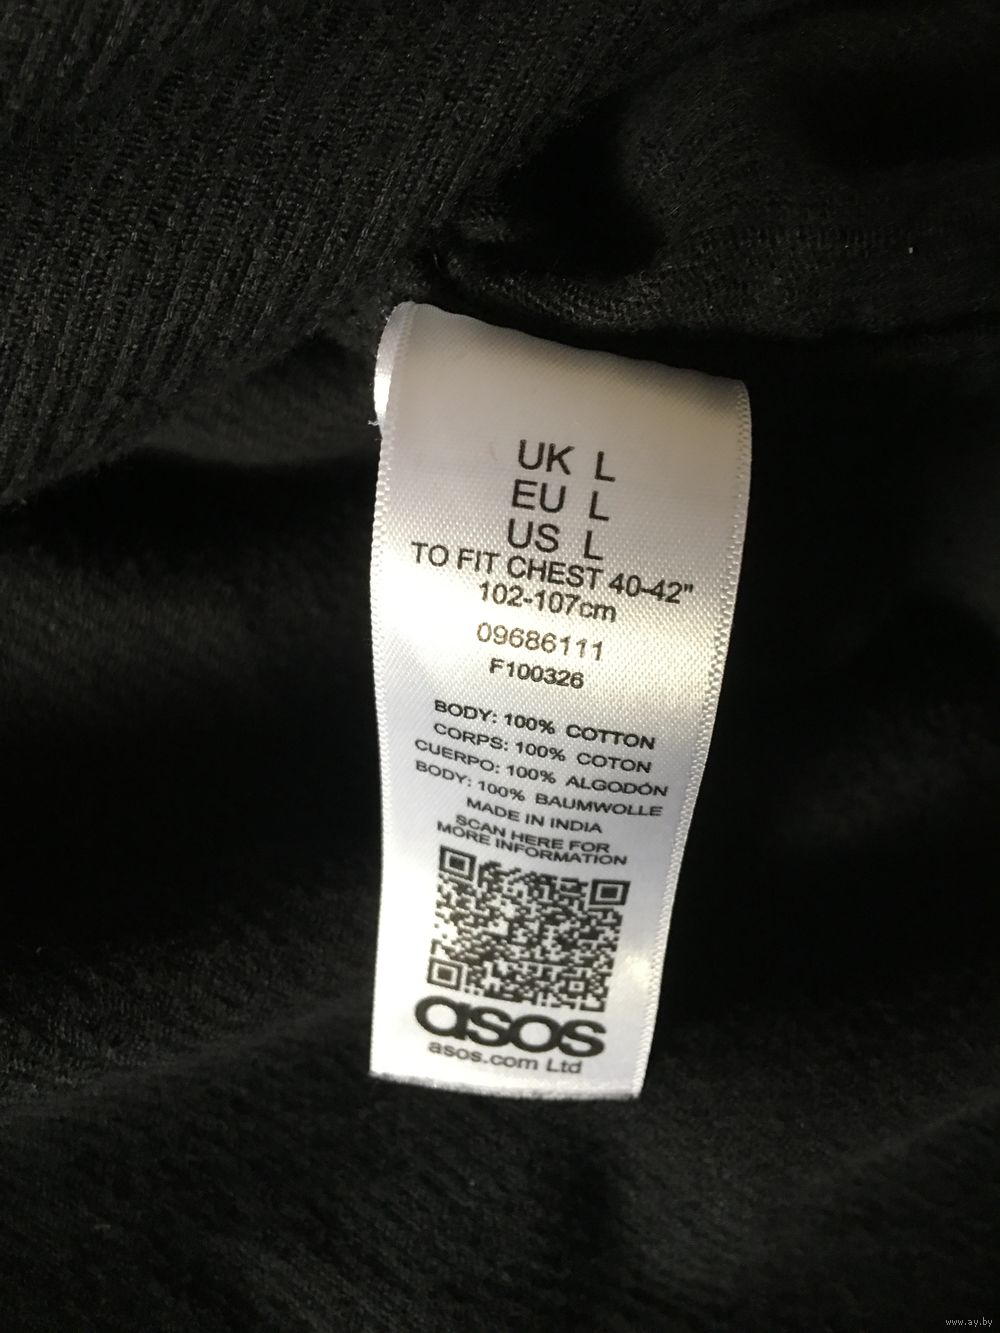 UK L
EU L
US L
TO FIT CHEST 40-42"
102-107cm
09686111
F100326
BODY: 100% COTTON
CORPS: 100% COTON
CUERPO: 100% ALGODÓN
BODY: 100% BAUMWOLLE
MADE IN INDIA
SCAN HERE FOR
MORE INFORMATION
asos
asos.com Ltd
www.ay.by